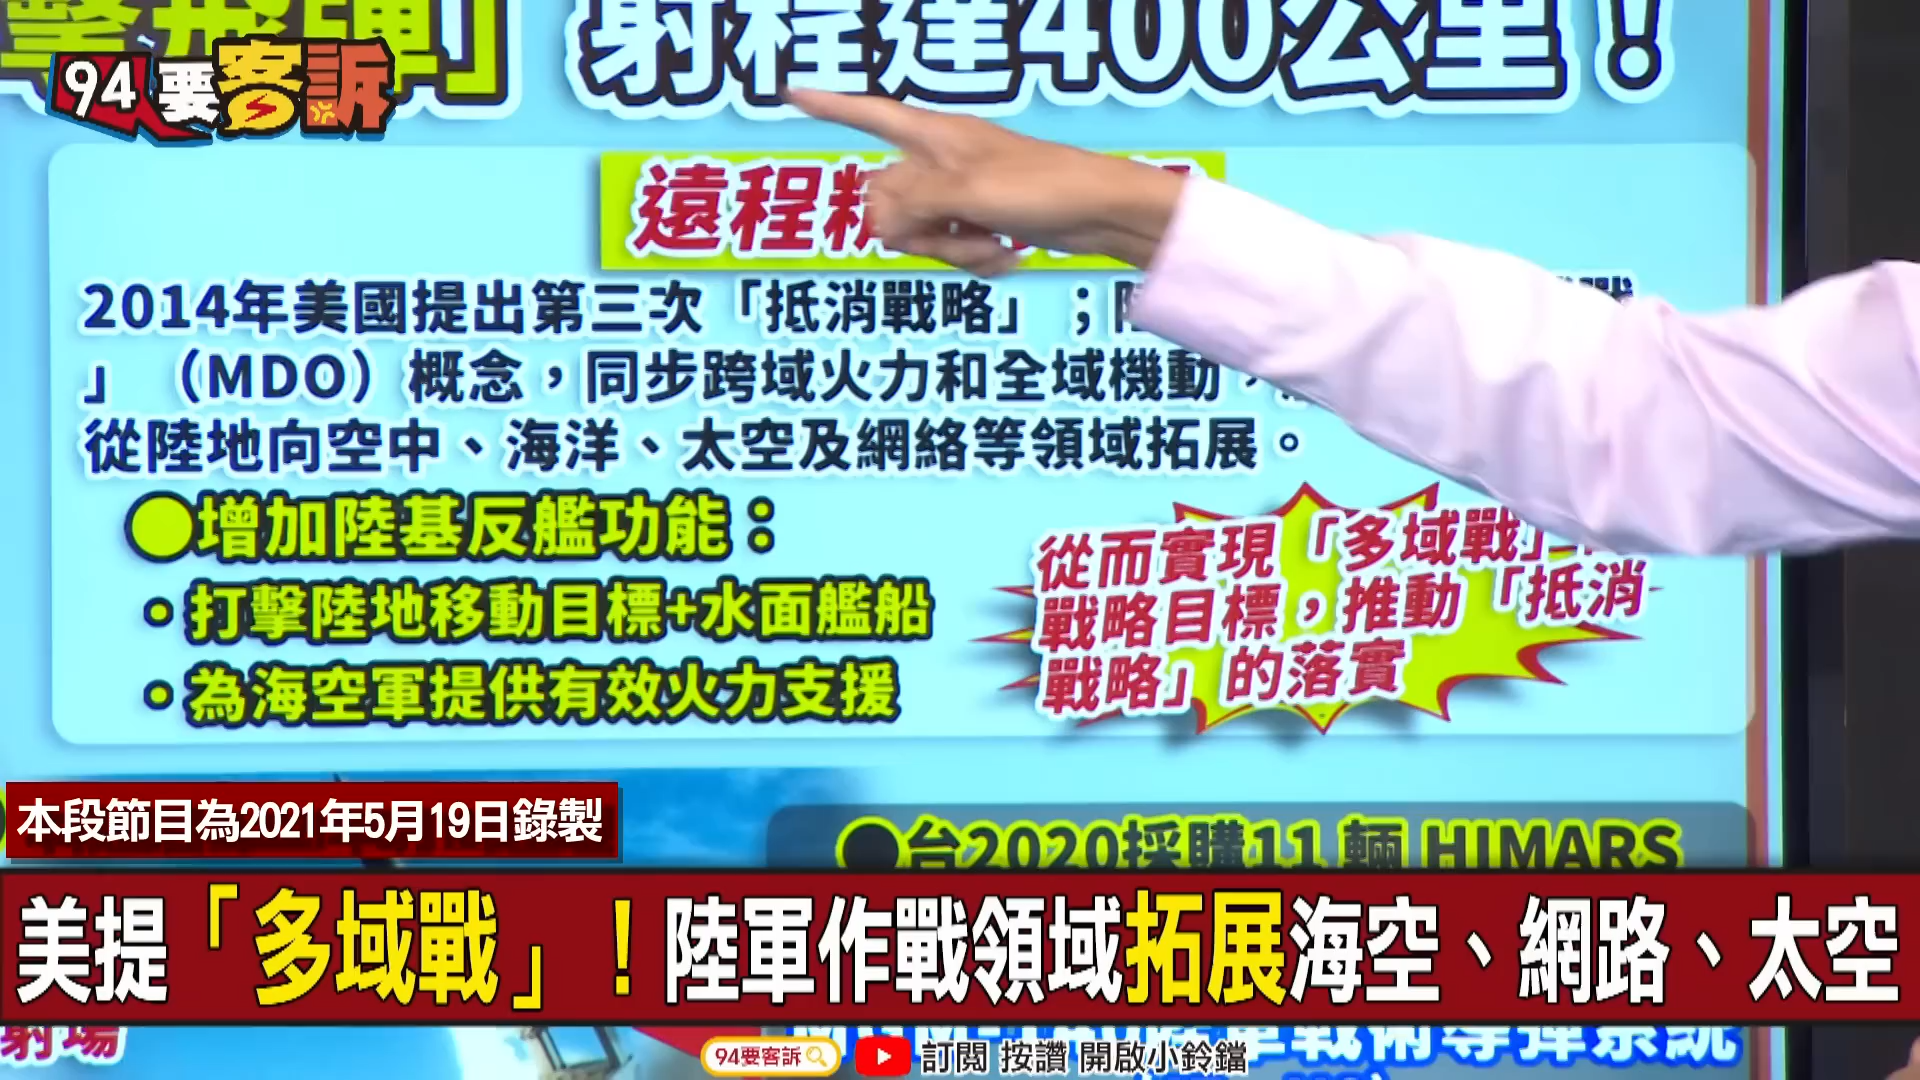 擊飛彈」射程達400公里！
94要客訴
遠程精
2014年美國提出第三次「抵消戰略」；陸
」（MDO）概念，同步跨域火力和全域機動，
從陸地向空中、海洋、太空及網絡等領域拓展。
●增加陸基反艦功能：
・打擊陸地移動目標+水面艦船
・為海空軍提供有效火力支援
從而實現「多域戰」
戰略目標，推動「抵消
戰略」的落實
本段節目為2021年5月19日錄製
●台2020採購11輛 HIMARS
美提「多域戰」！陸軍作戰領域拓展海空、網路、太空
射場
94要客訴
訂閱 按讚 開啟小鈴鐺